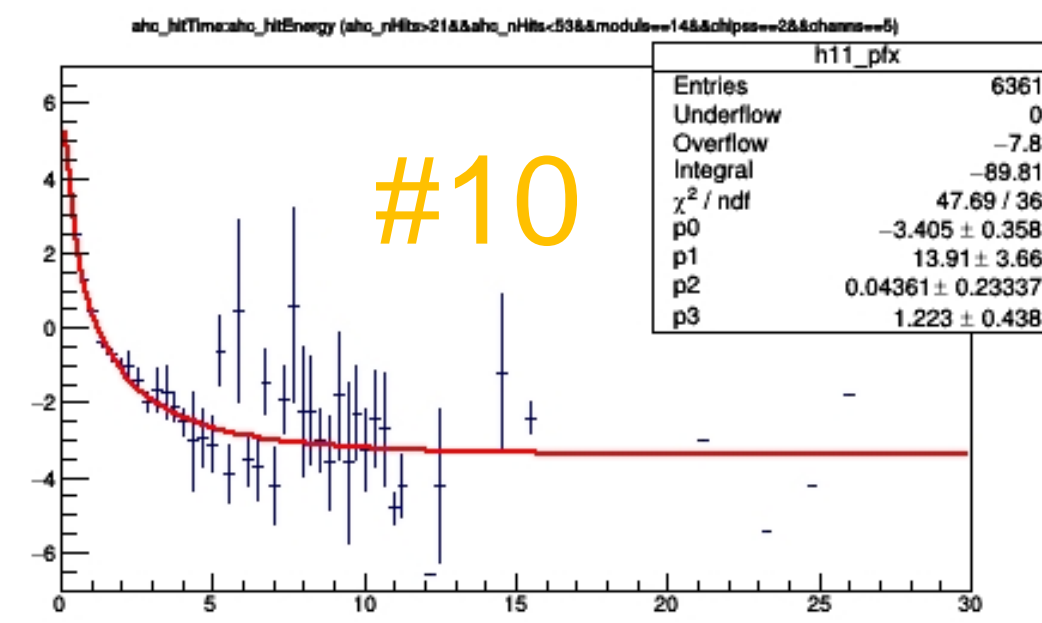 ahc_hitTime:ahc_hitEnergy (ahc_nHits>21&&ahc_nHits<53&&moduls==14&&chipss==2&&channs==5)
h11_pfx
Entries 6361
Underflow 0
Overflow −7.8
Integral −89.81
χ² / ndf 47.69 / 36
p0 −3.405 ± 0.358
p1 13.91 ± 3.66
p2 0.04361 ± 0.23337
p3 1.223 ± 0.438
#10
6
4
2
0
−2
−4
−6
0 5 10 15 20 25 30